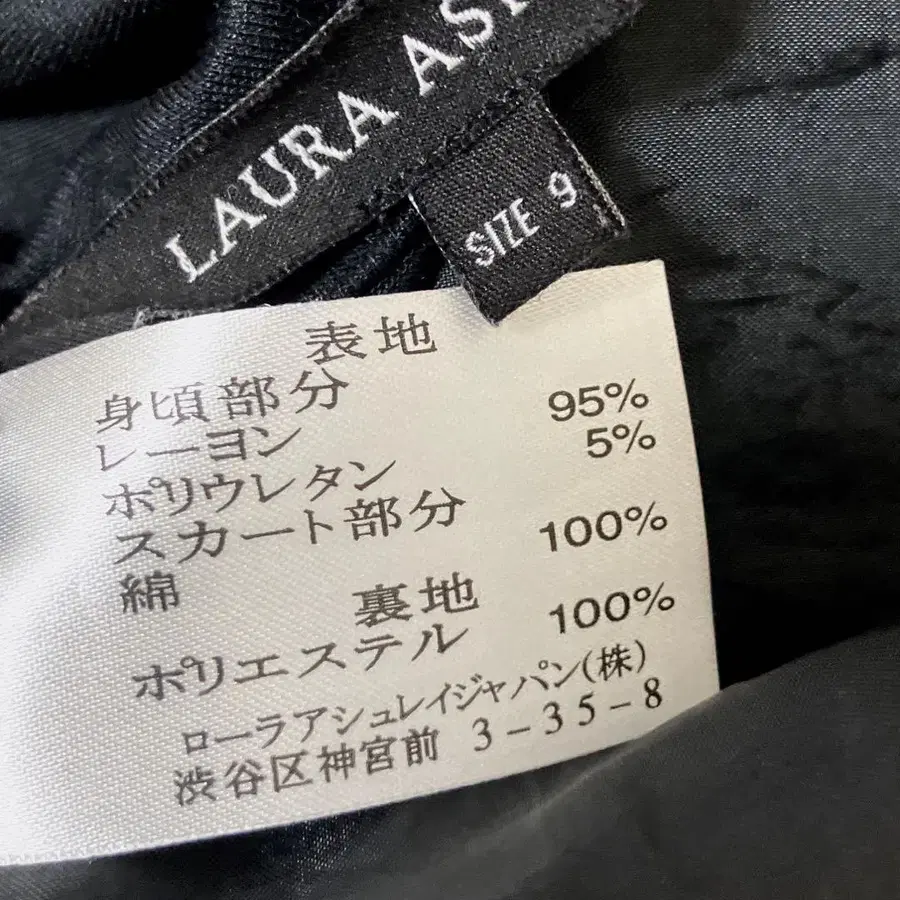 LAURA
SIZE 9
表地
身頃部分
レーヨン 95%
ポリウレタン 5%
スカート部分
綿 100%
裏地
ポリエステル 100%
ローラアシュレイジャパン(株)
渋谷区神宮前 3-35-8